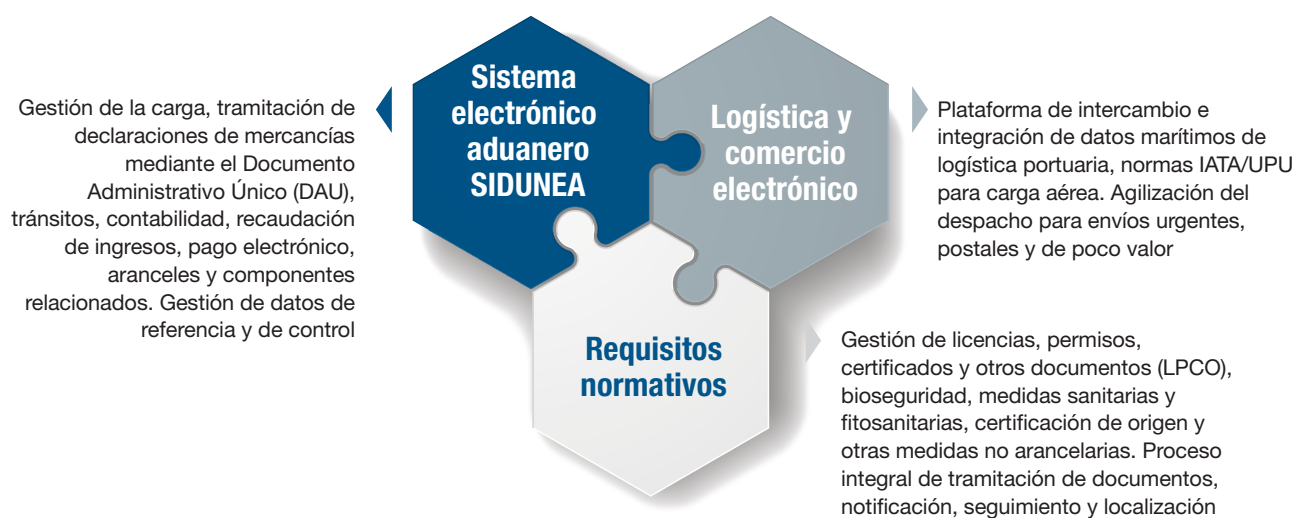 Sistema
electrónico
aduanero
SIDUNEA
Gestión de la carga, tramitación de
declaraciones de mercancías
mediante el Documento
Administrativo Único (DAU),
tránsitos, contabilidad, recaudación
de ingresos, pago electrónico,
aranceles y componentes
relacionados. Gestión de datos de
referencia y de control
Logística y
comercio
electrónico
Plataforma de intercambio e
integración de datos marítimos de
logística portuaria, normas IATA/UPU
para carga aérea. Agilización del
despacho para envíos urgentes,
postales y de poco valor
Requisitos
normativos
Gestión de licencias, permisos,
certificados y otros documentos (LPCO),
bioseguridad, medidas sanitarias y
fitosanitarias, certificación de origen y
otras medidas no arancelarias. Proceso
integral de tramitación de documentos,
notificación, seguimiento y localización